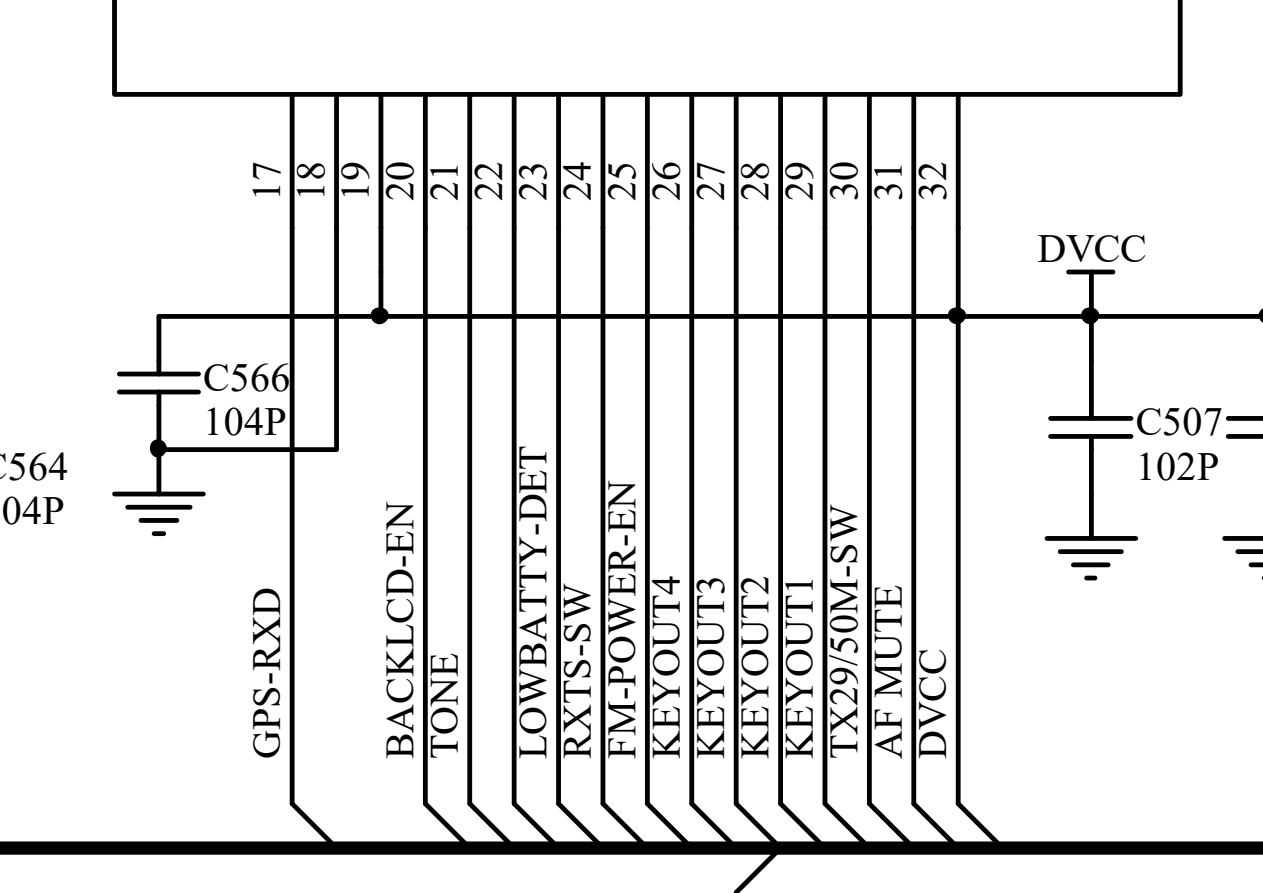 17
18
19
20
21
22
23
24
25
26
27
28
29
30
31
32
DVCC
C566
104P
C507
102P
C564
04P
GPS-RXD
BACKLCD-EN
TONE
LOWBATTY-DET
RXTS-SW
FM-POWER-EN
KEYOUT4
KEYOUT3
KEYOUT2
KEYOUT1
TX29/50M-SW
AF MUTE
DVCC